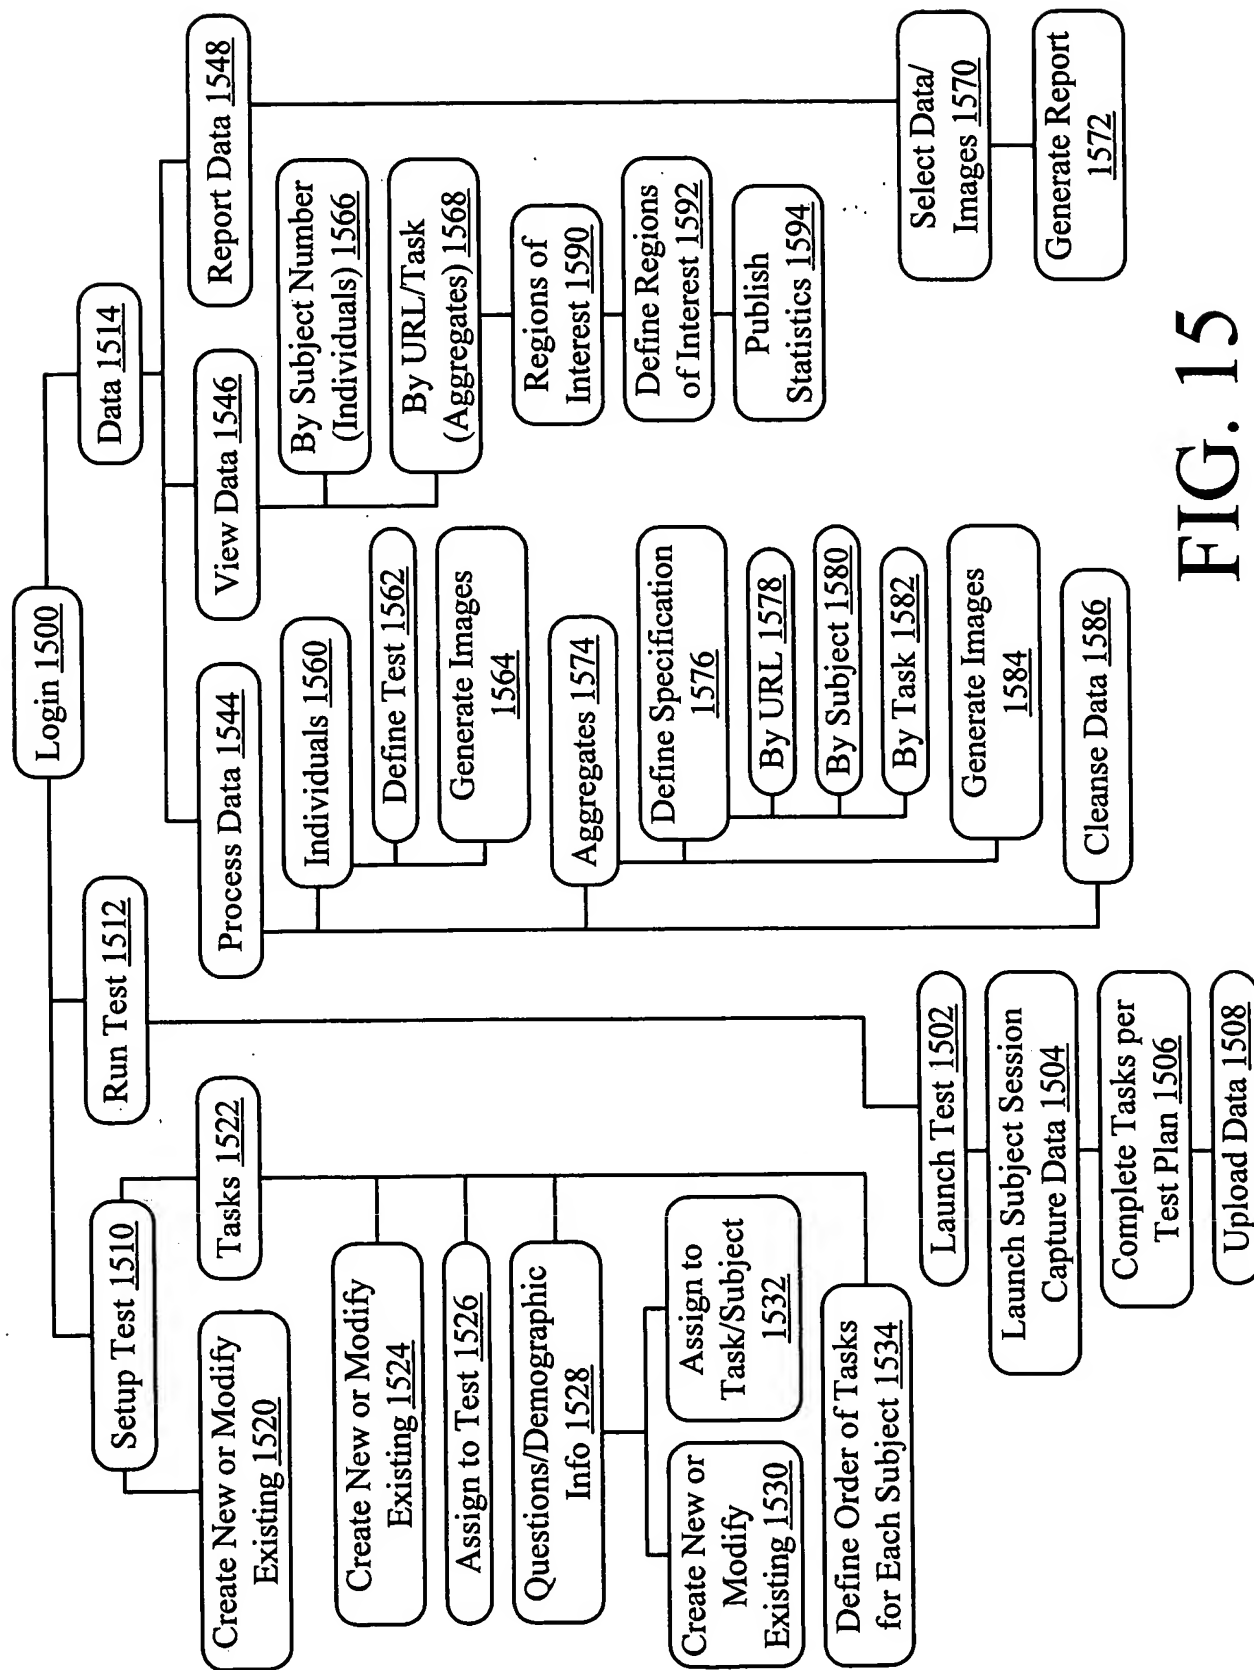 Login 1500
Setup Test 1510
Run Test 1512
Data 1514
Create New or Modify
Existing 1520
Tasks 1522
Create New or Modify
Existing 1524
Assign to Test 1526
Questions/Demographic
Info 1528
Create New or
Modify
Existing 1530
Assign to
Task/Subject
1532
Define Order of Tasks
for Each Subject 1534
Launch Test 1502
Launch Subject Session
Capture Data 1504
Complete Tasks per
Test Plan 1506
Upload Data 1508
Process Data 1544
Individuals 1560
Define Test 1562
Generate Images
1564
Aggregates 1574
Define Specification
1576
By URL 1578
By Subject 1580
By Task 1582
Generate Images
1584
Cleanse Data 1586
View Data 1546
By Subject Number
(Individuals) 1566
By URL/Task
(Aggregates) 1568
Regions of
Interest 1590
Define Regions
of Interest 1592
Publish
Statistics 1594
Report Data 1548
Select Data/
Images 1570
Generate Report
1572
FIG. 15